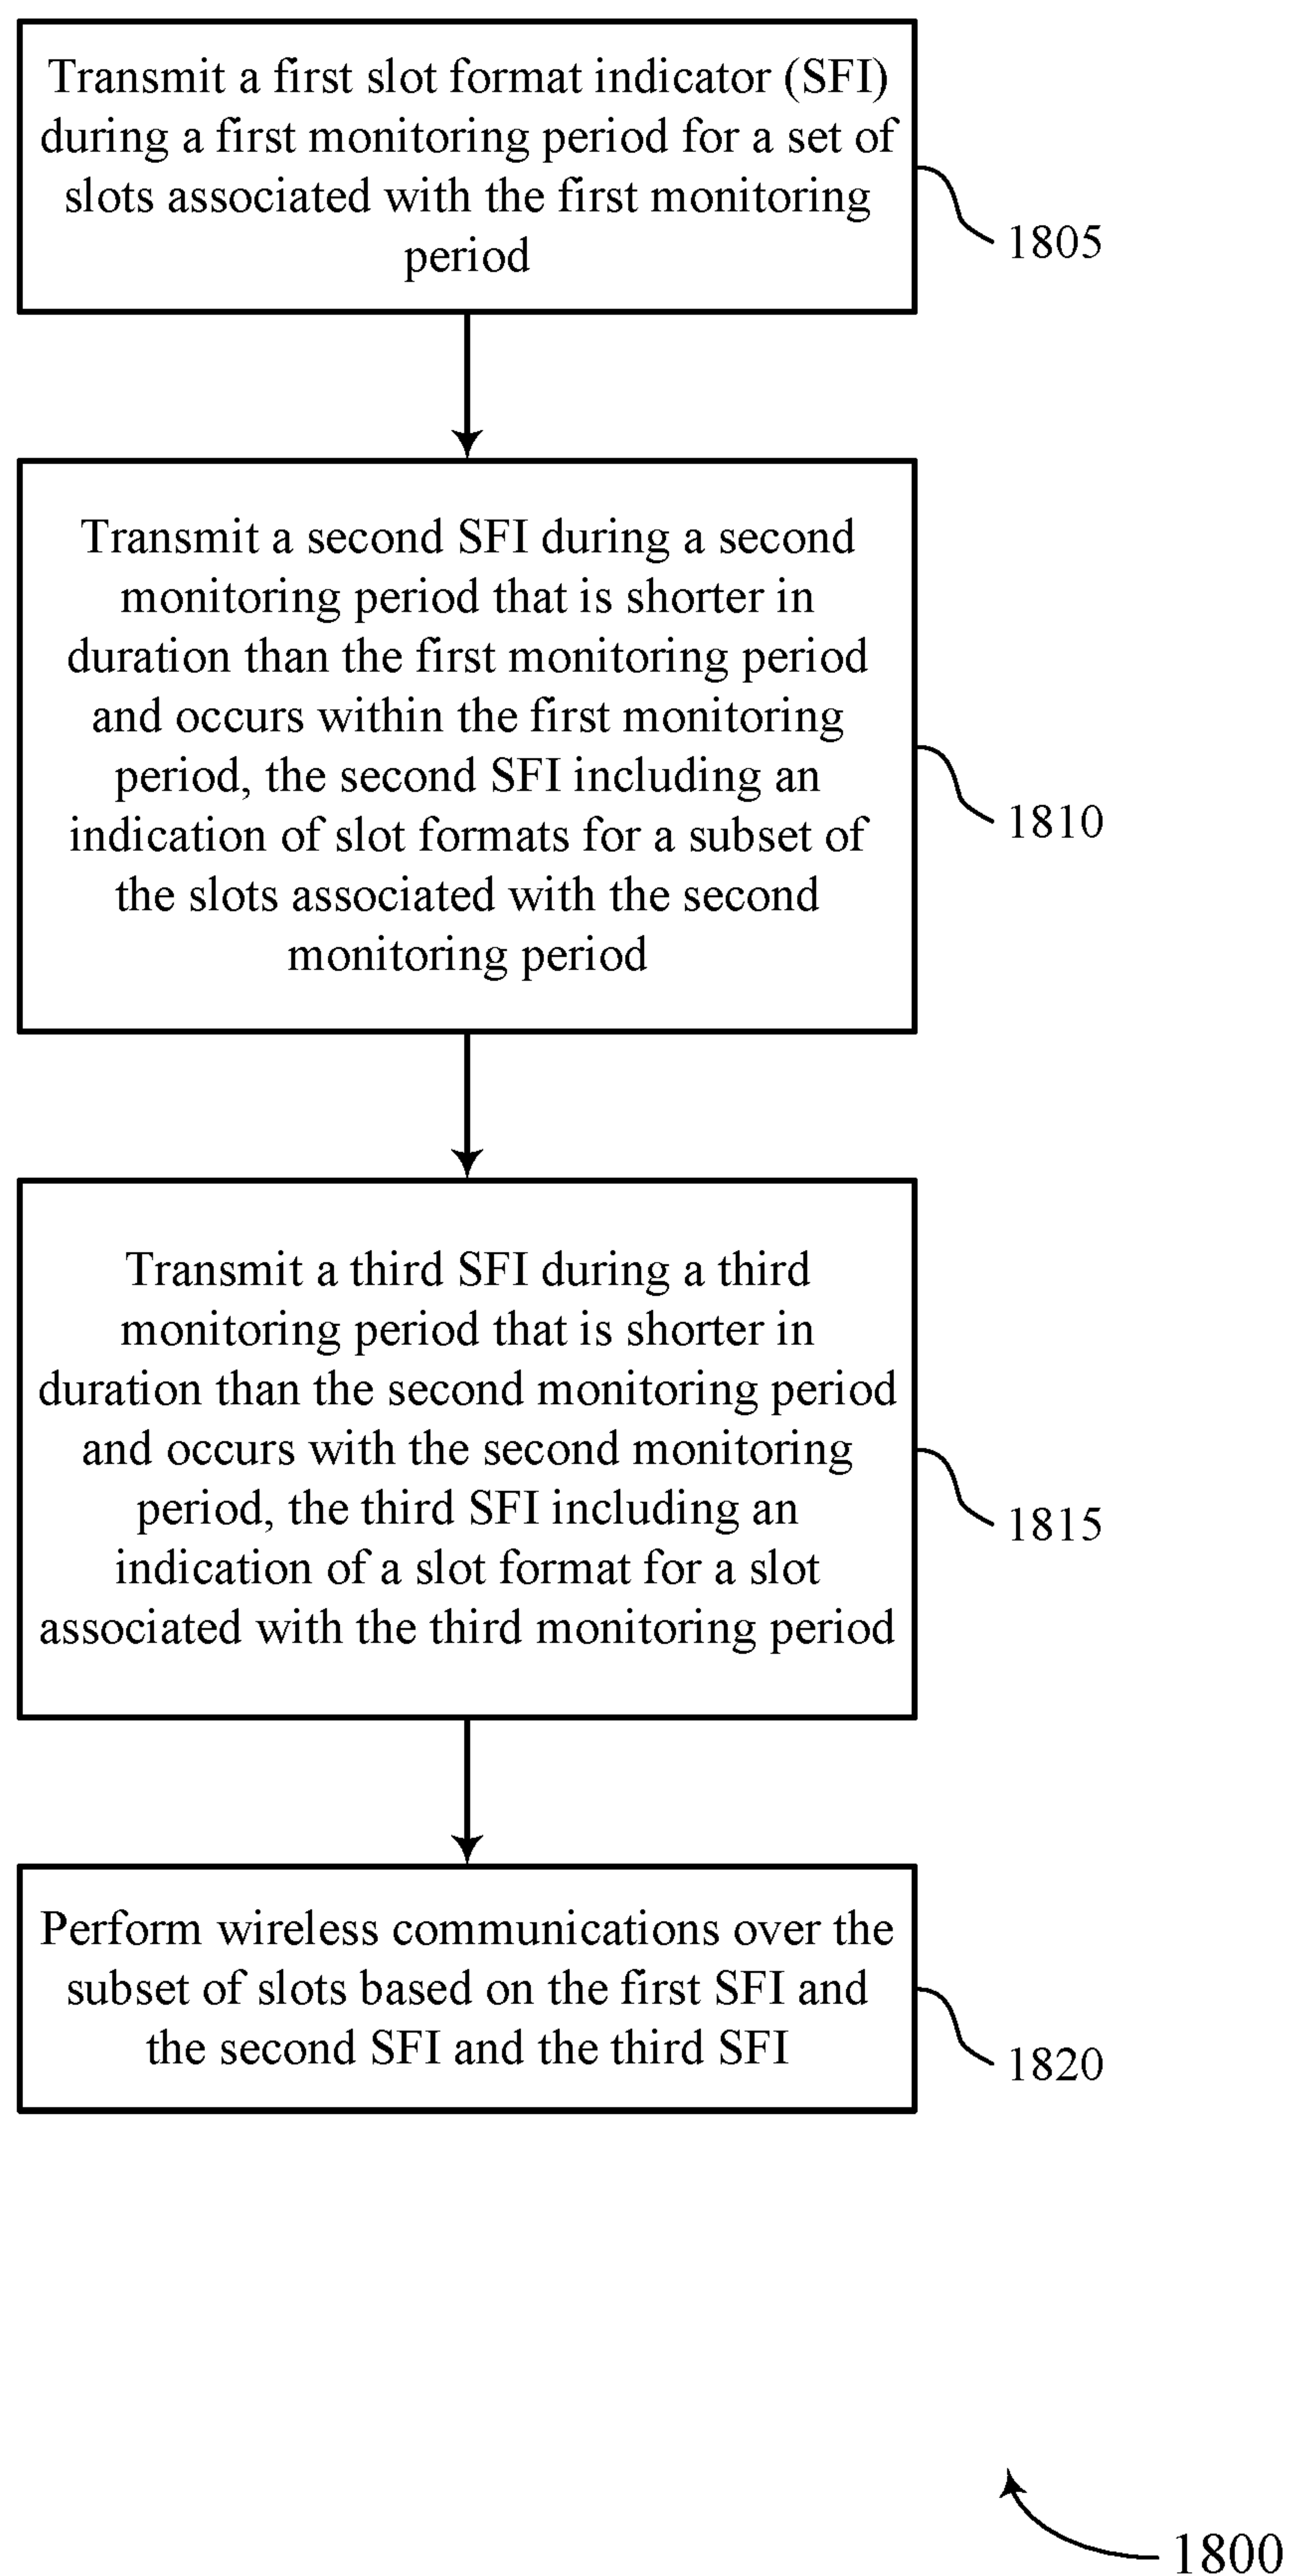 Transmit a first slot format indicator (SFI)
during a first monitoring period for a set of
slots associated with the first monitoring
period
1805
Transmit a second SFI during a second
monitoring period that is shorter in
duration than the first monitoring period
and occurs within the first monitoring
period, the second SFI including an
indication of slot formats for a subset of
the slots associated with the second
monitoring period
1810
Transmit a third SFI during a third
monitoring period that is shorter in
duration than the second monitoring period
and occurs with the second monitoring
period, the third SFI including an
indication of a slot format for a slot
associated with the third monitoring period
1815
Perform wireless communications over the
subset of slots based on the first SFI and
the second SFI and the third SFI
1820
1800